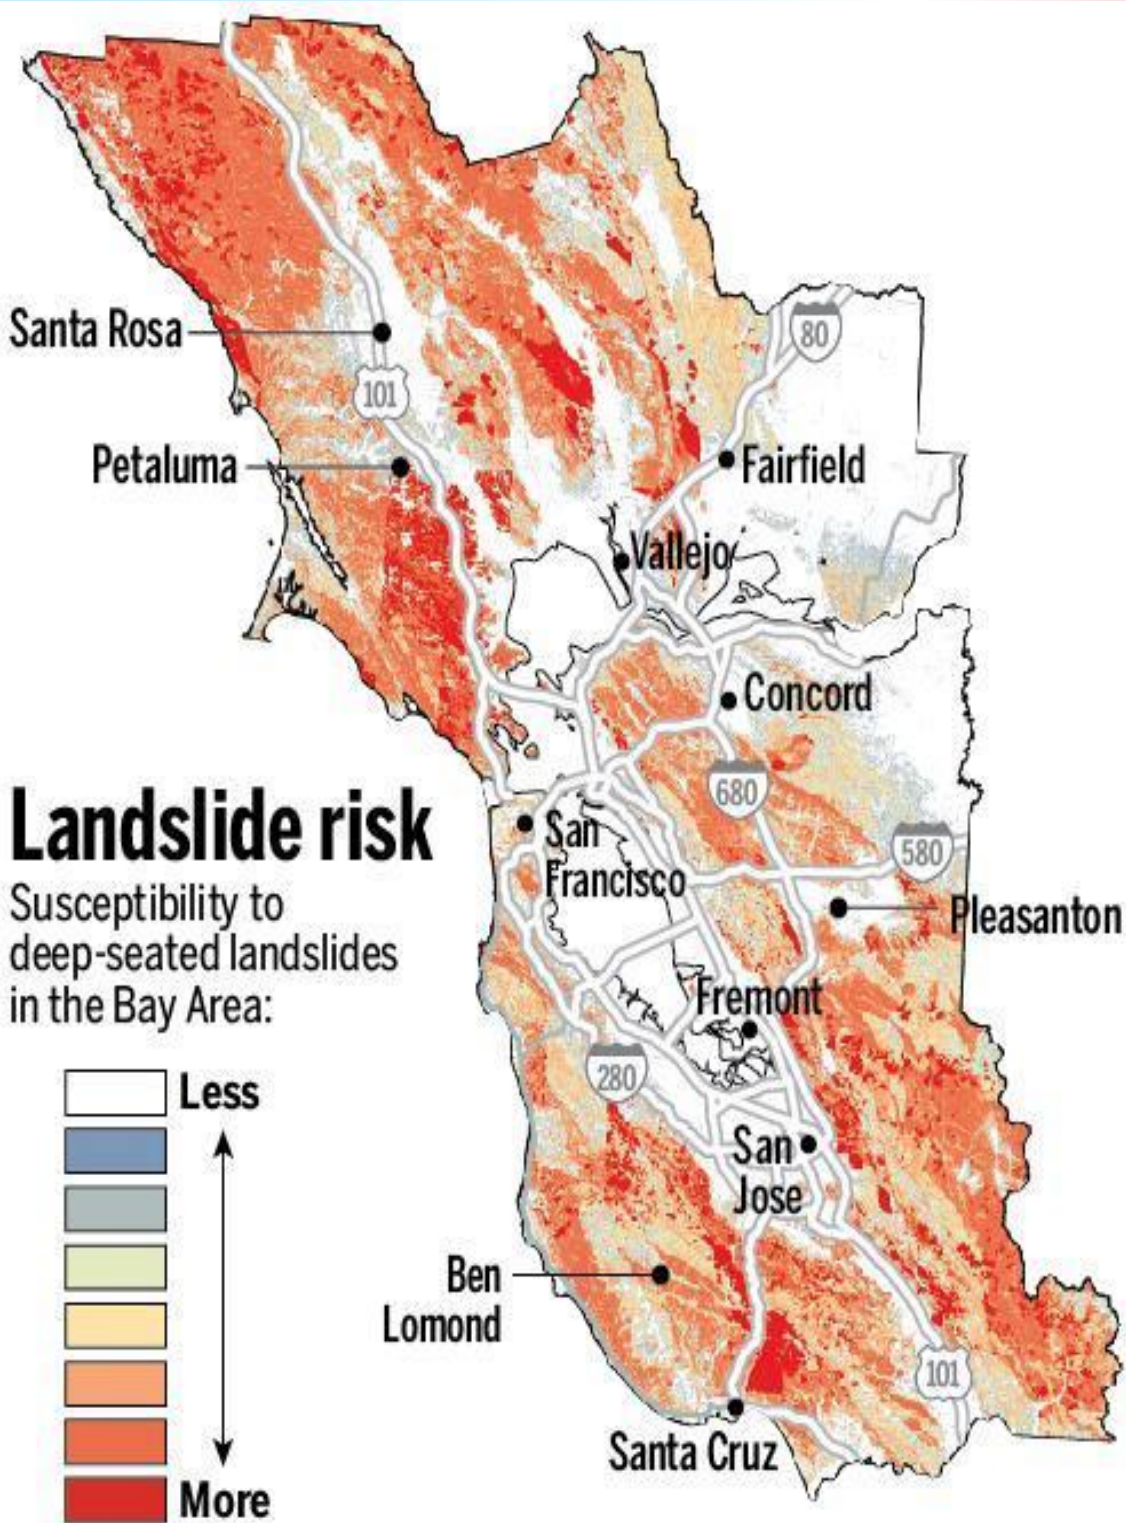 Santa Rosa
80
101
Petaluma
Fairfield
Vallejo
Concord
Landslide risk
Susceptibility to
deep-seated landslides
in the Bay Area:
680
San
Francisco
580
Pleasanton
Fremont
280
Less
San
Jose
Ben
Lomond
101
Santa Cruz
More